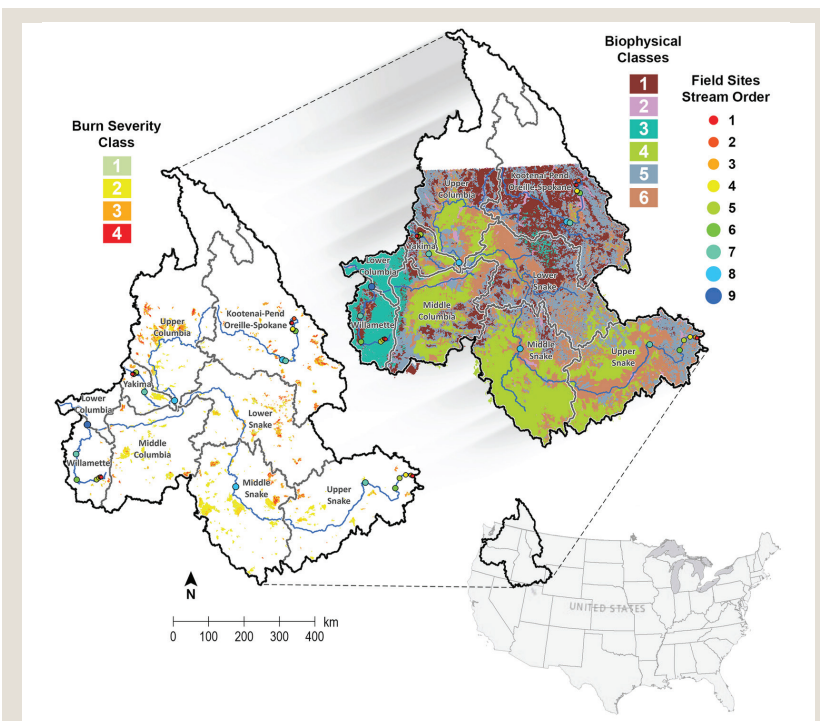 Biophysical
Classes
1
2
3
4
5
6
Field Sites
Stream Order
1
2
3
4
5
6
7
8
9
Burn Severity
Class
1
2
3
4
Upper
Columbia
Kootenai-Pend
Oreille-Spokane
Yakima
Lower
Columbia
Lower
Snake
Middle
Columbia
Willamette
Middle
Snake
Upper
Snake
Upper
Columbia
Kootenai-Pend
Oreille-Spokane
Yakima
Lower
Columbia
Lower
Snake
Middle
Columbia
Willamette
Middle
Snake
Upper
Snake
N
km
0 100 200 300 400
UNITED STATES